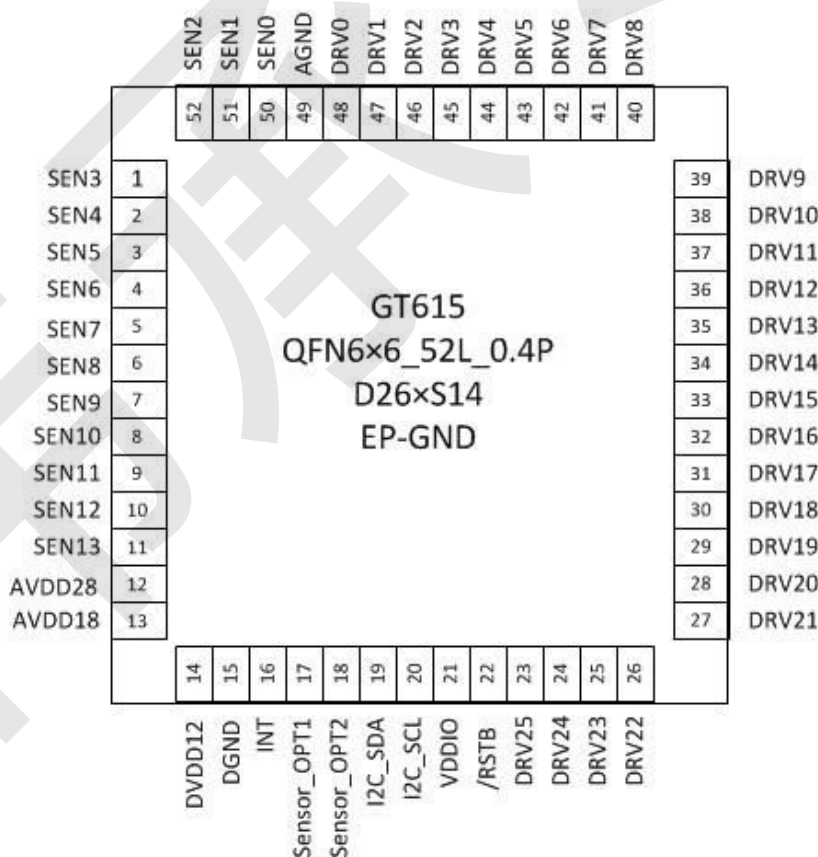 SEN2
SEN1
SEN0
AGND
DRV0
DRV1
DRV2
DRV3
DRV4
DRV5
DRV6
DRV7
DRV8
52
51
50
49
48
47
46
45
44
43
42
41
40
SEN3 1
SEN4 2
SEN5 3
SEN6 4
SEN7 5
SEN8 6
SEN9 7
SEN10 8
SEN11 9
SEN12 10
SEN13 11
AVDD28 12
AVDD18 13
GT615
QFN6×6_52L_0.4P
D26×S14
EP-GND
39 DRV9
38 DRV10
37 DRV11
36 DRV12
35 DRV13
34 DRV14
33 DRV15
32 DRV16
31 DRV17
30 DRV18
29 DRV19
28 DRV20
27 DRV21
14
15
16
17
18
19
20
21
22
23
24
25
26
DVDD12
DGND
INT
Sensor_OPT1
Sensor_OPT2
I2C_SDA
I2C_SCL
VDDIO
/RSTB
DRV25
DRV24
DRV23
DRV22